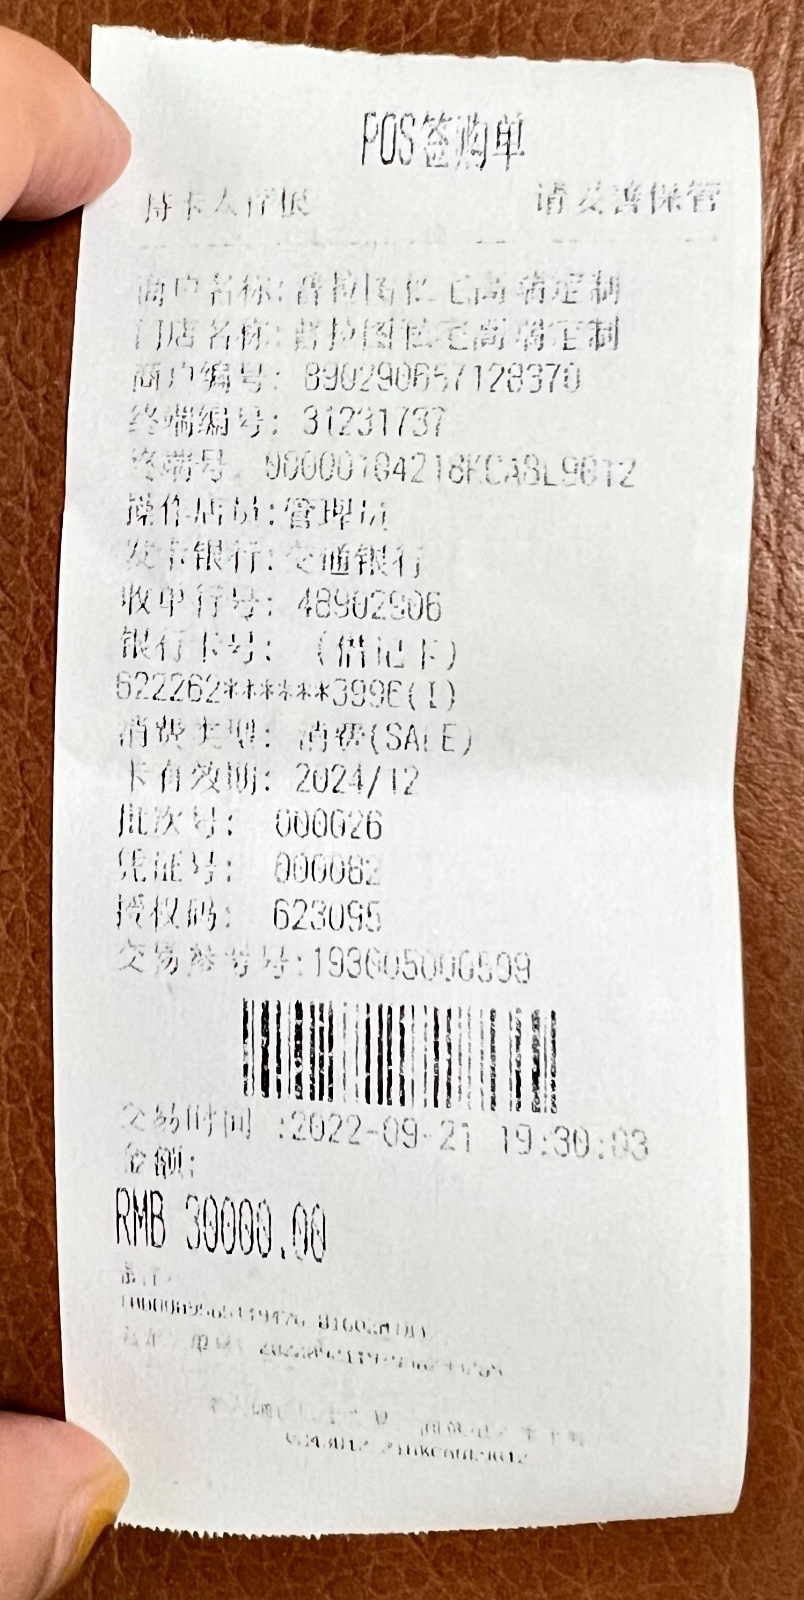 POS签购单
持卡人存根 请妥善保管
商户名称:普拉图 宅高端定制
门店名称:普拉图 宅高端定制
商户编号: 890290657128370
终端编号: 31231737
终端号: 00000104218KCA8L9012
操作店员:管理员
发卡银行:交通银行
收单行号: 48902906
银行卡号: (借记卡)
622262******3996(I)
消费类型: 消费(SALE)
卡有效期: 2024/12
批次号: 000026
凭证号: 000082
授权码: 623095
交易参考号:193005000509
交易时间 :2022-09-21 19:30:03
金额:
RMB 30000.00